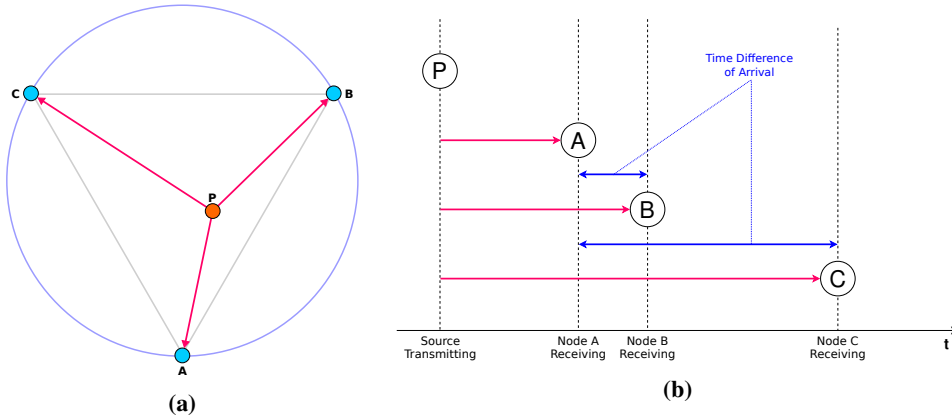 C
B
P
A
(a)
P
Time Difference
of Arrival
A
B
C
Source
Transmitting
Node A
Receiving
Node B
Receiving
Node C
Receiving
t
(b)